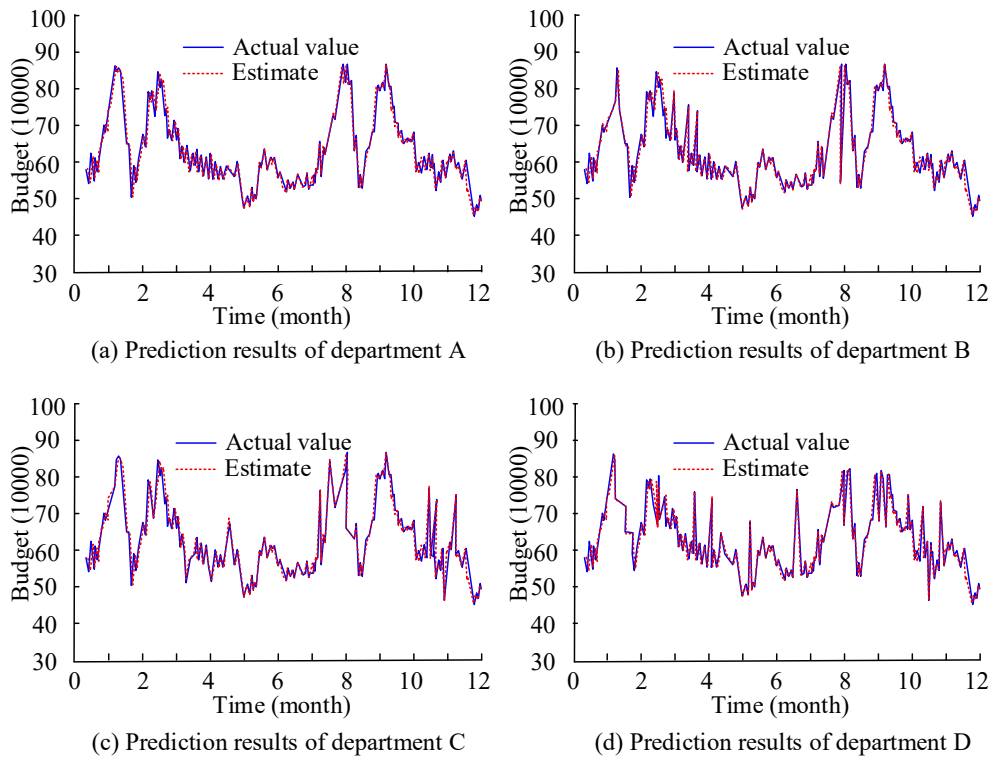 100
90
80
70
60
50
40
30
Budget (10000)
Actual value
Estimate
0 2 4 6 8 10 12
Time (month)
(a) Prediction results of department A
100
90
80
70
60
50
40
30
Budget (10000)
Actual value
Estimate
0 2 4 6 8 10 12
Time (month)
(b) Prediction results of department B
100
90
80
70
60
50
40
30
Budget (10000)
Actual value
Estimate
0 2 4 6 8 10 12
Time (month)
(c) Prediction results of department C
100
90
80
70
60
50
40
30
Budget (10000)
Actual value
Estimate
0 2 4 6 8 10 12
Time (month)
(d) Prediction results of department D